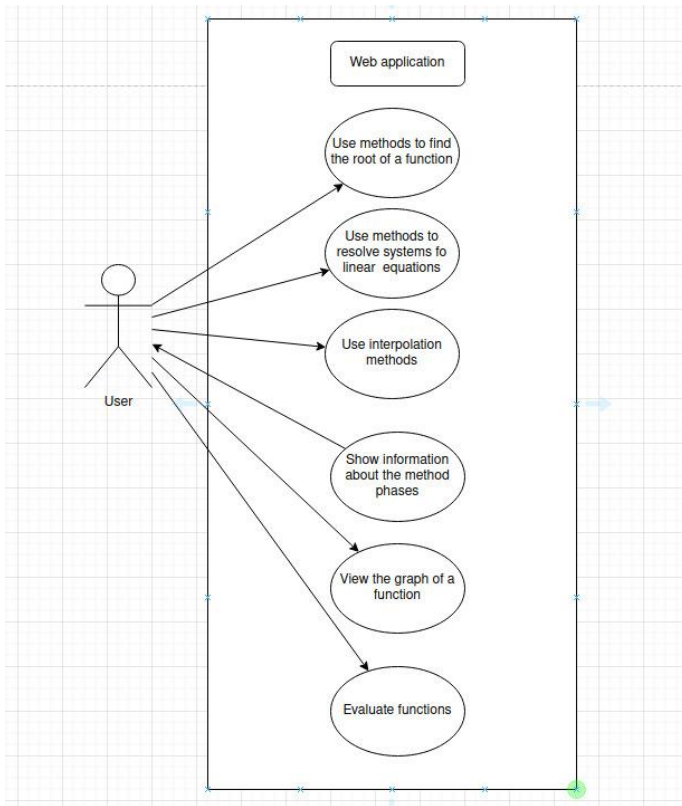 Web application
Use methods to find
the root of a function
Use methods to
resolve systems fo
linear equations
Use interpolation
methods
User
Show information
about the method
phases
View the graph of a
function
Evaluate functions